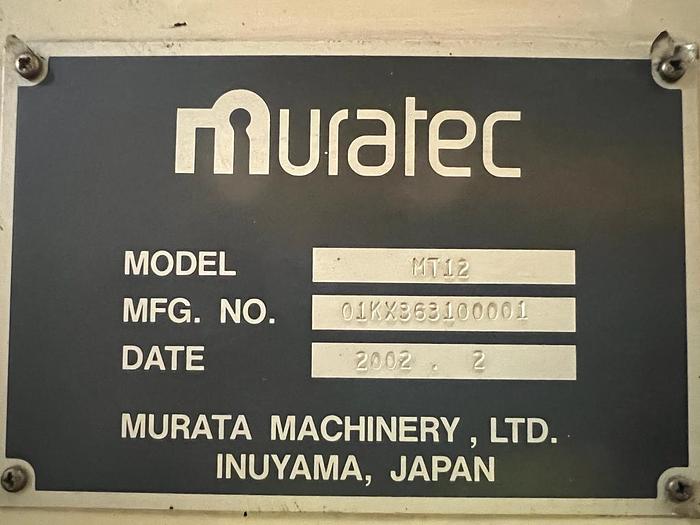 muratec
MODEL MT12
MFG. NO. 01KX363100001
DATE 2002 . 2
MURATA MACHINERY, LTD.
INUYAMA, JAPAN